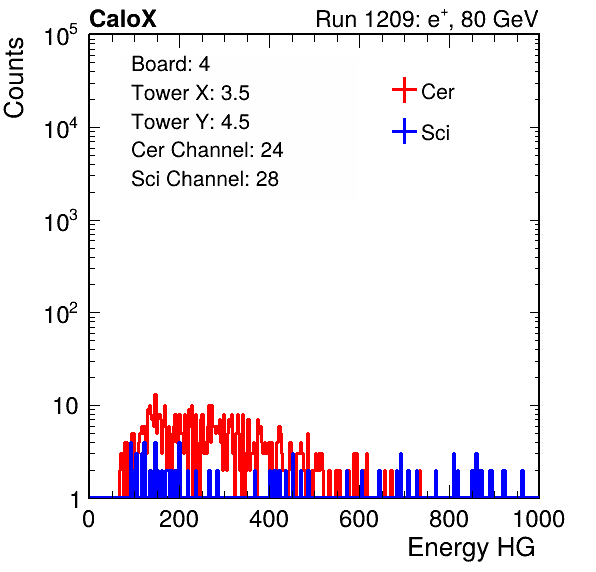 CaloX
Run 1209: e⁺, 80 GeV
Counts
10⁵
10⁴
10³
10²
10
1
Board: 4
Tower X: 3.5
Tower Y: 4.5
Cer Channel: 24
Sci Channel: 28
Cer
Sci
0 200 400 600 800 1000
Energy HG